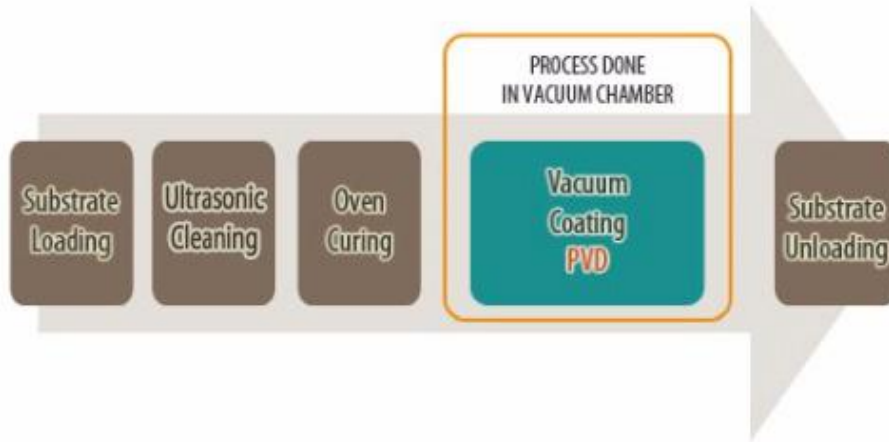 PROCESS DONE
IN VACUUM CHAMBER
Substrate
Loading
Ultrasonic
Cleaning
Oven
Curing
Vacuum
Coating
PVD
Substrate
Unloading